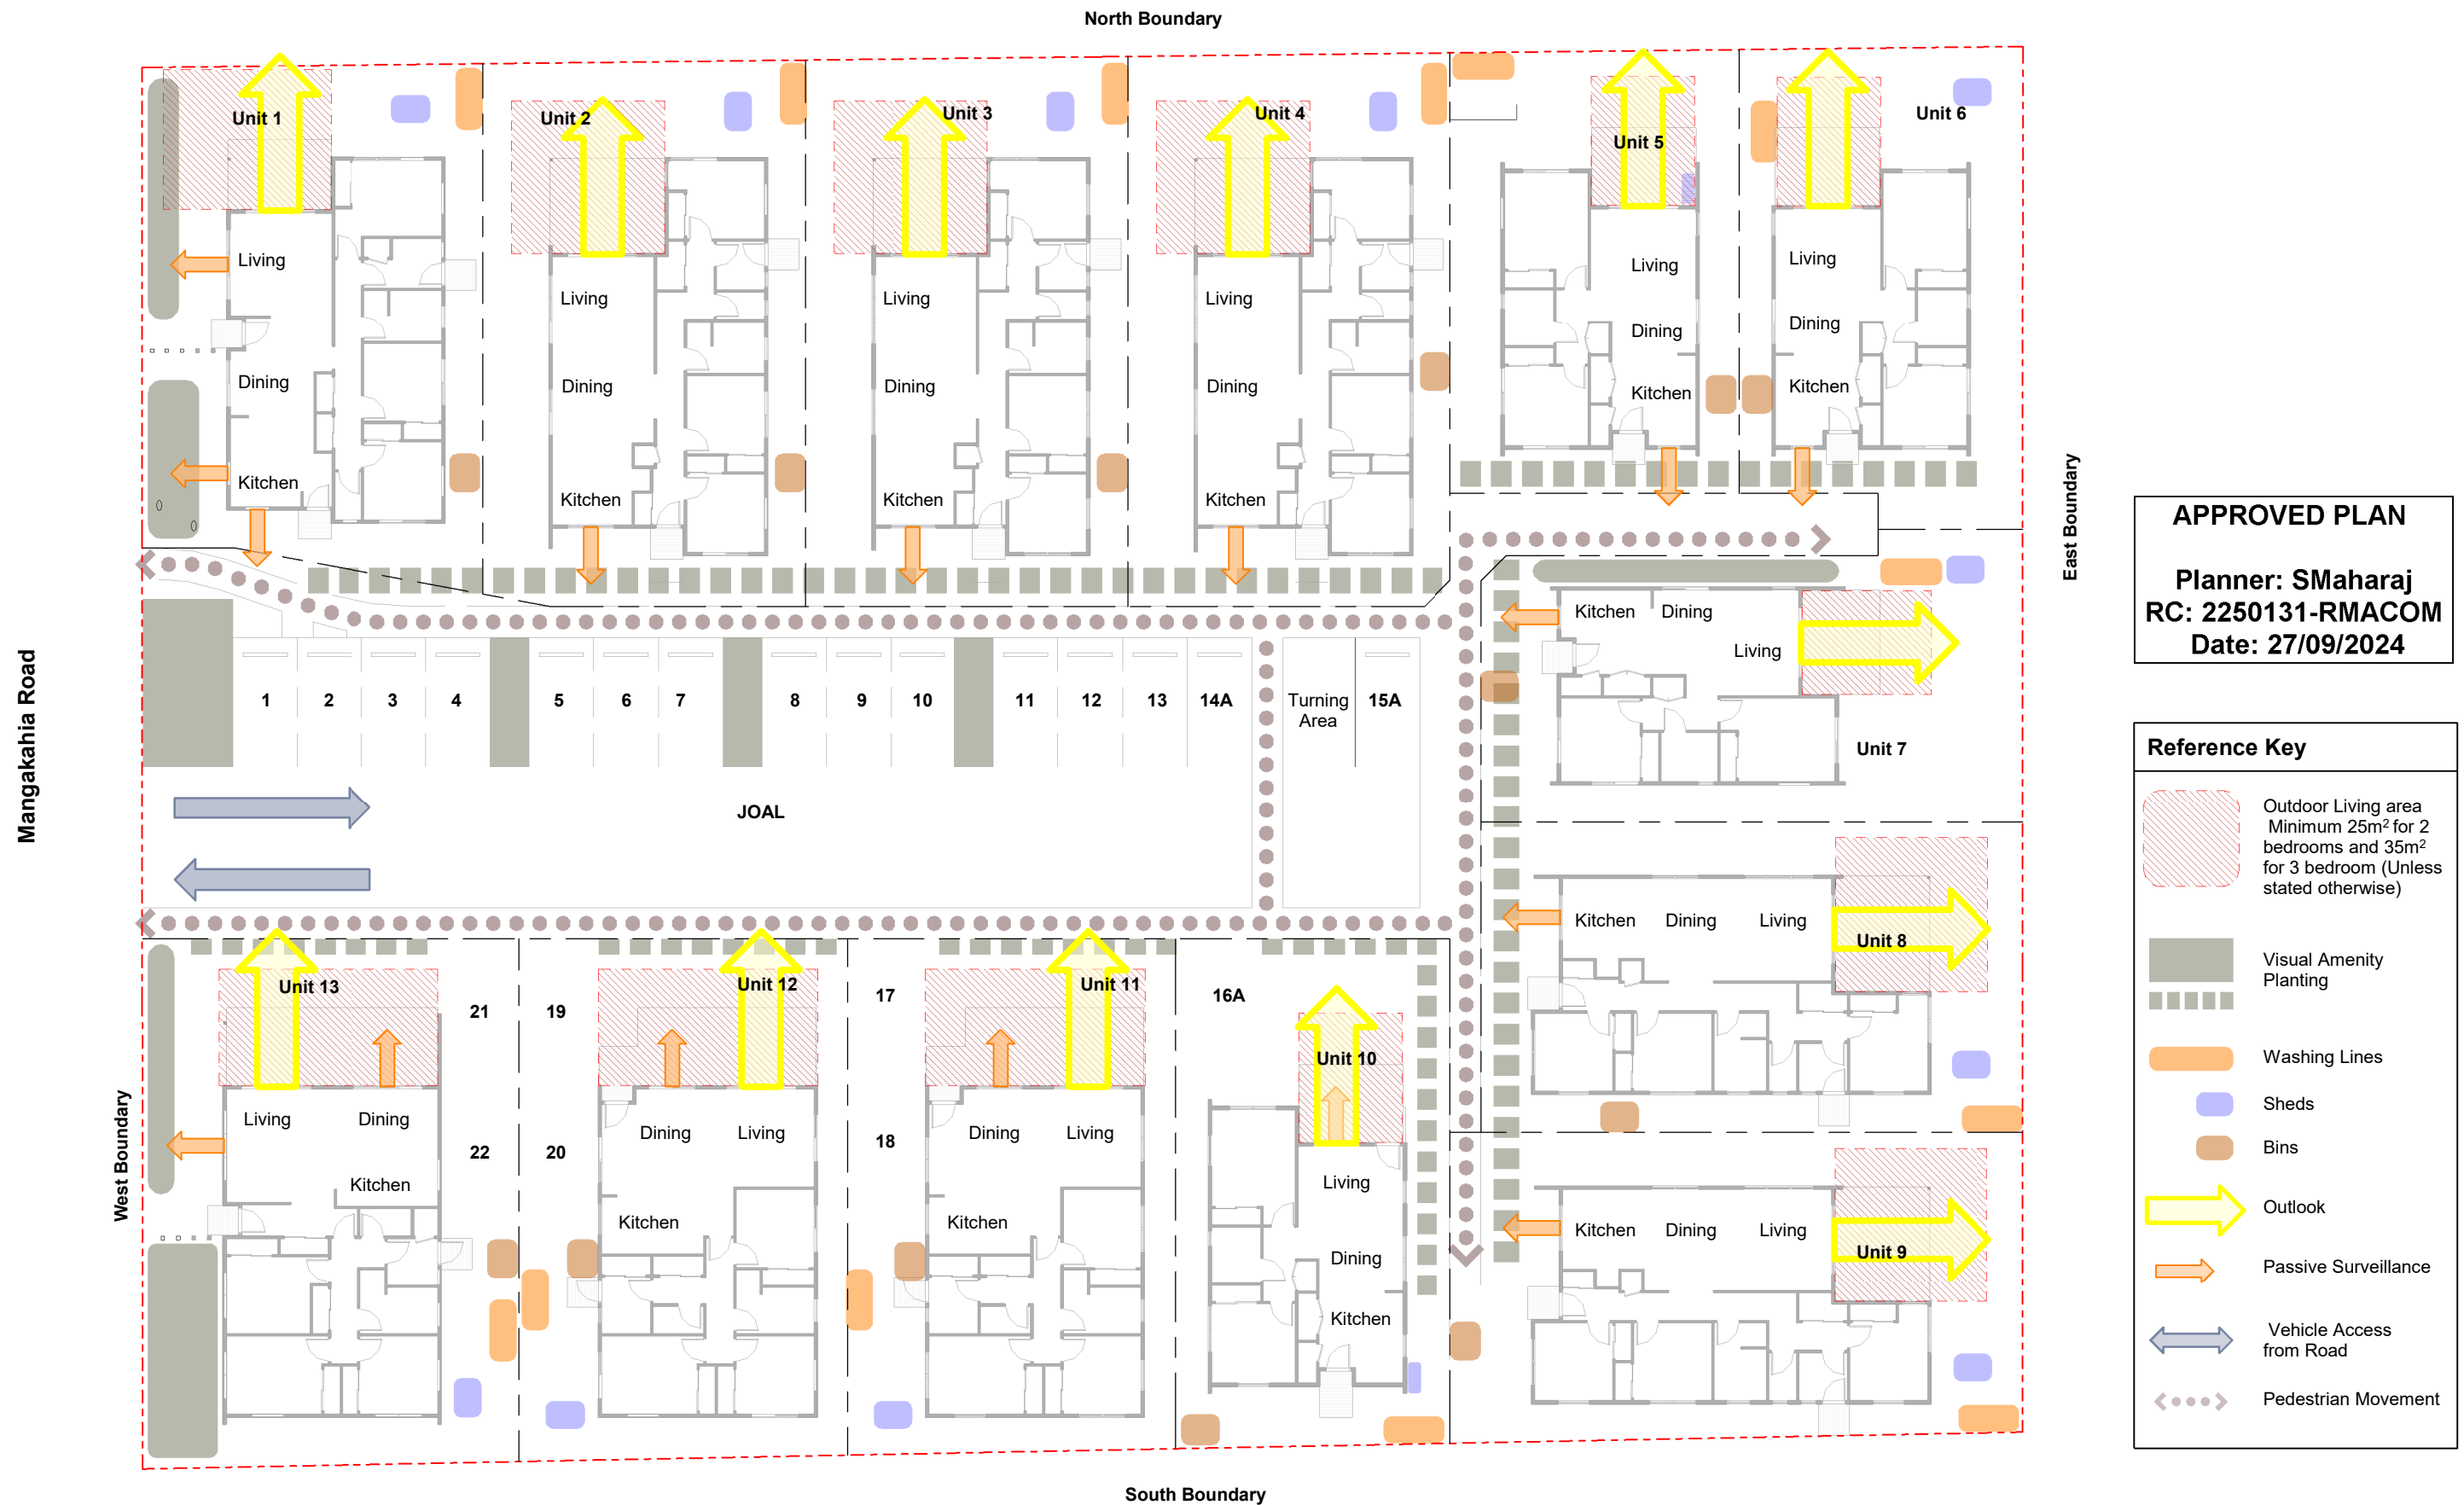 North Boundary
Unit 1
Unit 2
Unit 3
Unit 4
Unit 5
Unit 6
Living
Dining
Kitchen
Living
Dining
Kitchen
Living
Dining
Kitchen
Living
Dining
Kitchen
Living
Dining
Kitchen
Living
Dining
Kitchen
East Boundary
Mangakahia Road
West Boundary
1
2
3
4
5
6
7
8
9
10
11
12
13
14A
Turning
Area
15A
JOAL
Kitchen
Dining
Living
Unit 7
Kitchen
Dining
Living
Unit 8
Kitchen
Dining
Living
Unit 9
Unit 13
21
19
Unit 12
17
Unit 11
16A
Unit 10
Living
Dining
Kitchen
22
20
Dining
Living
Kitchen
18
Dining
Living
Kitchen
Living
Dining
Kitchen
South Boundary
APPROVED PLAN
Planner: SMaharaj
RC: 2250131-RMACOM
Date: 27/09/2024
Reference Key
Outdoor Living area
Minimum 25m² for 2
bedrooms and 35m²
for 3 bedroom (Unless
stated otherwise)
Visual Amenity
Planting
Washing Lines
Sheds
Bins
Outlook
Passive Surveillance
Vehicle Access
from Road
Pedestrian Movement